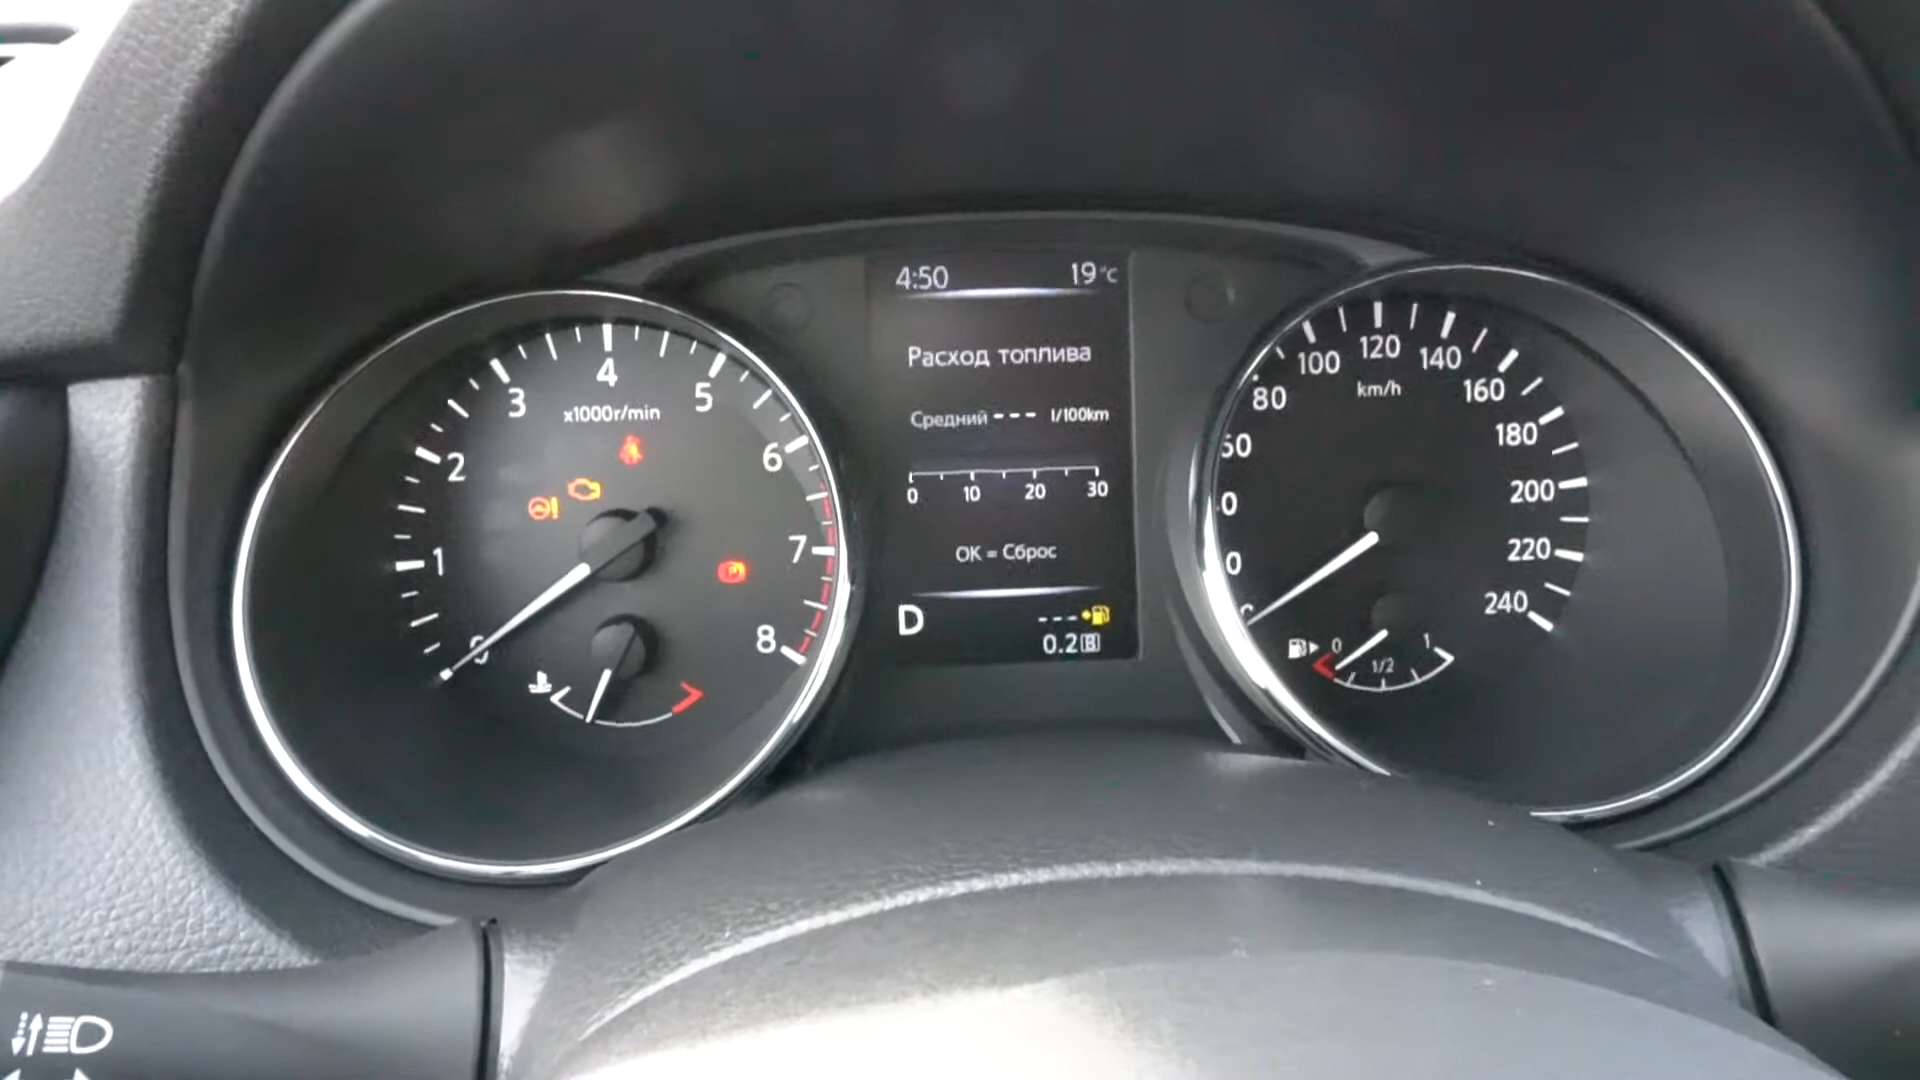 4:50 19°C
Расход топлива
Средний --- l/100km
0 10 20 30
OK = Сброс
D ---
0.2 B
0 1 2 3 4 5 6 7 8
x1000r/min
80 100 120 140 160 180 200 220 240
km/h
0 1/2 1